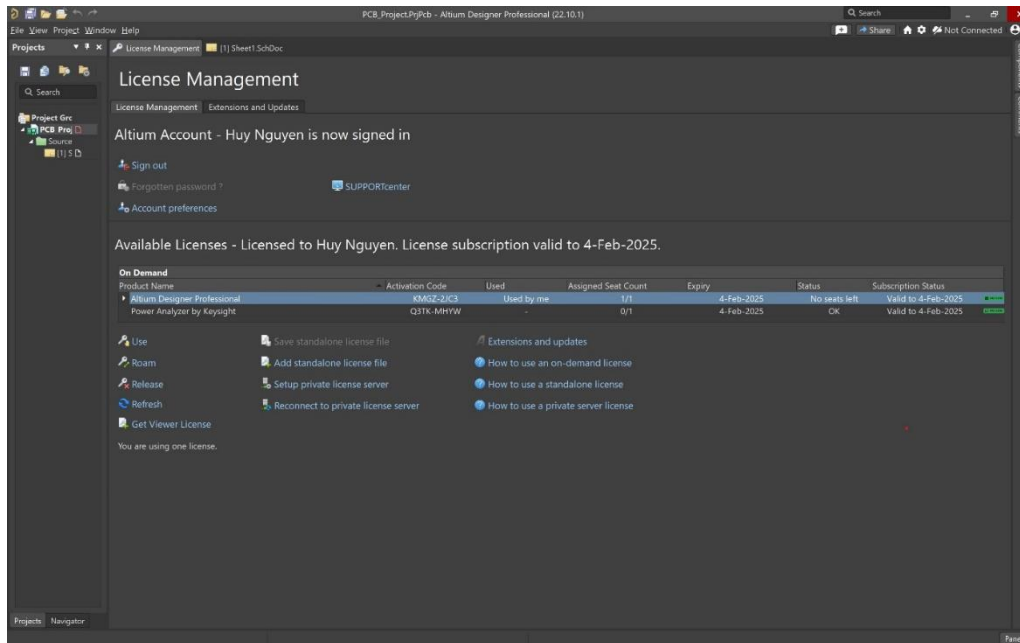 PCB_Project.PrjPcb - Altium Designer Professional (22.10.1)
Search
File View Project Window Help
Share
Not Connected
Projects
License Management
[1] Sheet1.SchDoc
Search
License Management
License Management
Extensions and Updates
Project Grc
PCB_Proj
Source
[1] S
Altium Account - Huy Nguyen is now signed in
Sign out
Forgotten password ?
SUPPORTcenter
Account preferences
Available Licenses - Licensed to Huy Nguyen. License subscription valid to 4-Feb-2025.
On Demand
Product Name Activation Code Used Assigned Seat Count Expiry Status Subscription Status
Altium Designer Professional KMGZ-2JC3 Used by me 1/1 4-Feb-2025 No seats left Valid to 4-Feb-2025
Power Analyzer by Keysight Q3TK-MHYW - 0/1 4-Feb-2025 OK Valid to 4-Feb-2025
Use Save standalone license file Extensions and updates
Roam Add standalone license file How to use an on-demand license
Release Setup private license server How to use a standalone license
Refresh Reconnect to private license server How to use a private server license
Get Viewer License
You are using one license.
Projects Navigator
Pane